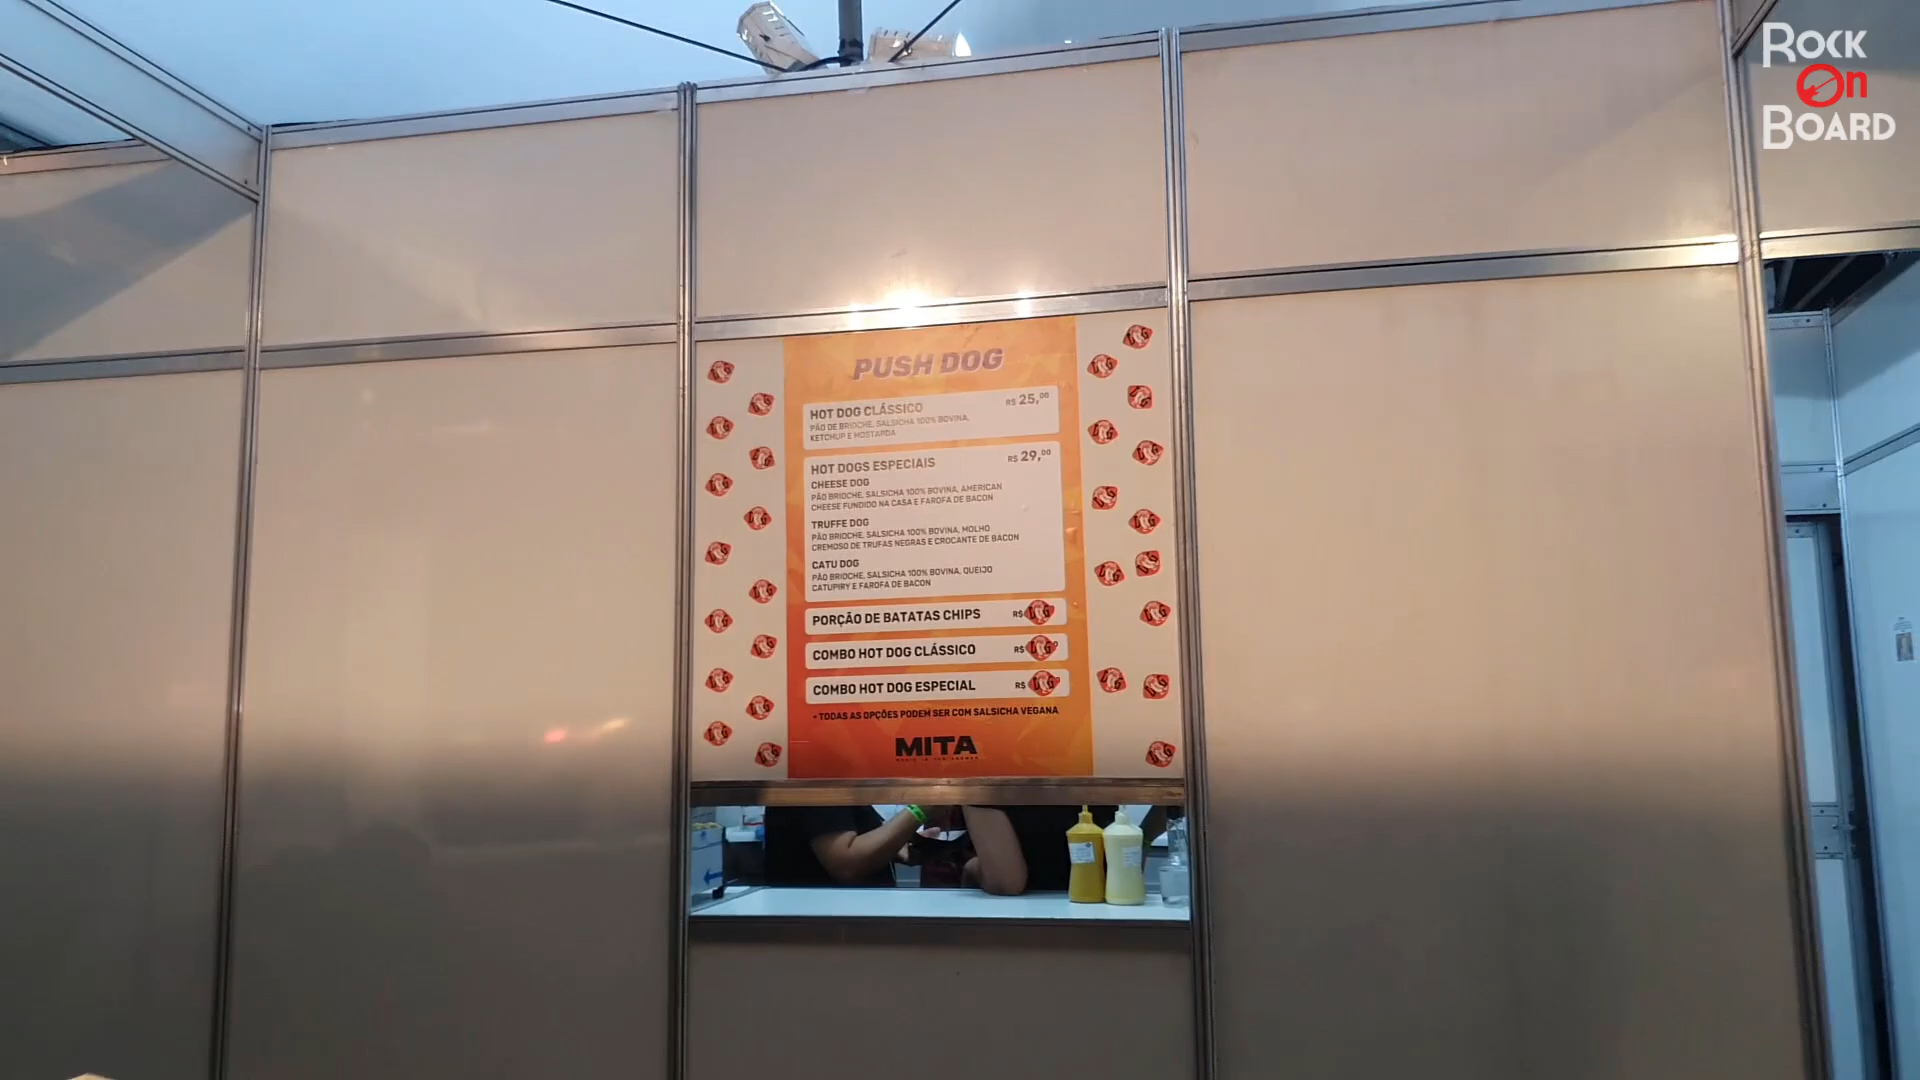 ROCK
On
BOARD
PUSH DOG
HOT DOG CLÁSSICO R$ 25,00
PÃO DE BRIOCHE, SALSICHA 100% BOVINA,
KETCHUP E MOSTARDA
HOT DOGS ESPECIAIS R$ 29,00
CHEESE DOG
PÃO BRIOCHE, SALSICHA 100% BOVINA, AMERICAN
CHEESE FUNDIDO NA CASA E FAROFA DE BACON
TRUFFE DOG
PÃO BRIOCHE, SALSICHA 100% BOVINA, MOLHO
CREMOSO DE TRUFAS NEGRAS E CROCANTE DE BACON
CATU DOG
PÃO BRIOCHE, SALSICHA 100% BOVINA, QUEIJO
CATUPIRY E FAROFA DE BACON
PORÇÃO DE BATATAS CHIPS R$
COMBO HOT DOG CLÁSSICO R$
COMBO HOT DOG ESPECIAL R$
• TODAS AS OPÇÕES PODEM SER COM SALSICHA VEGANA
MITA